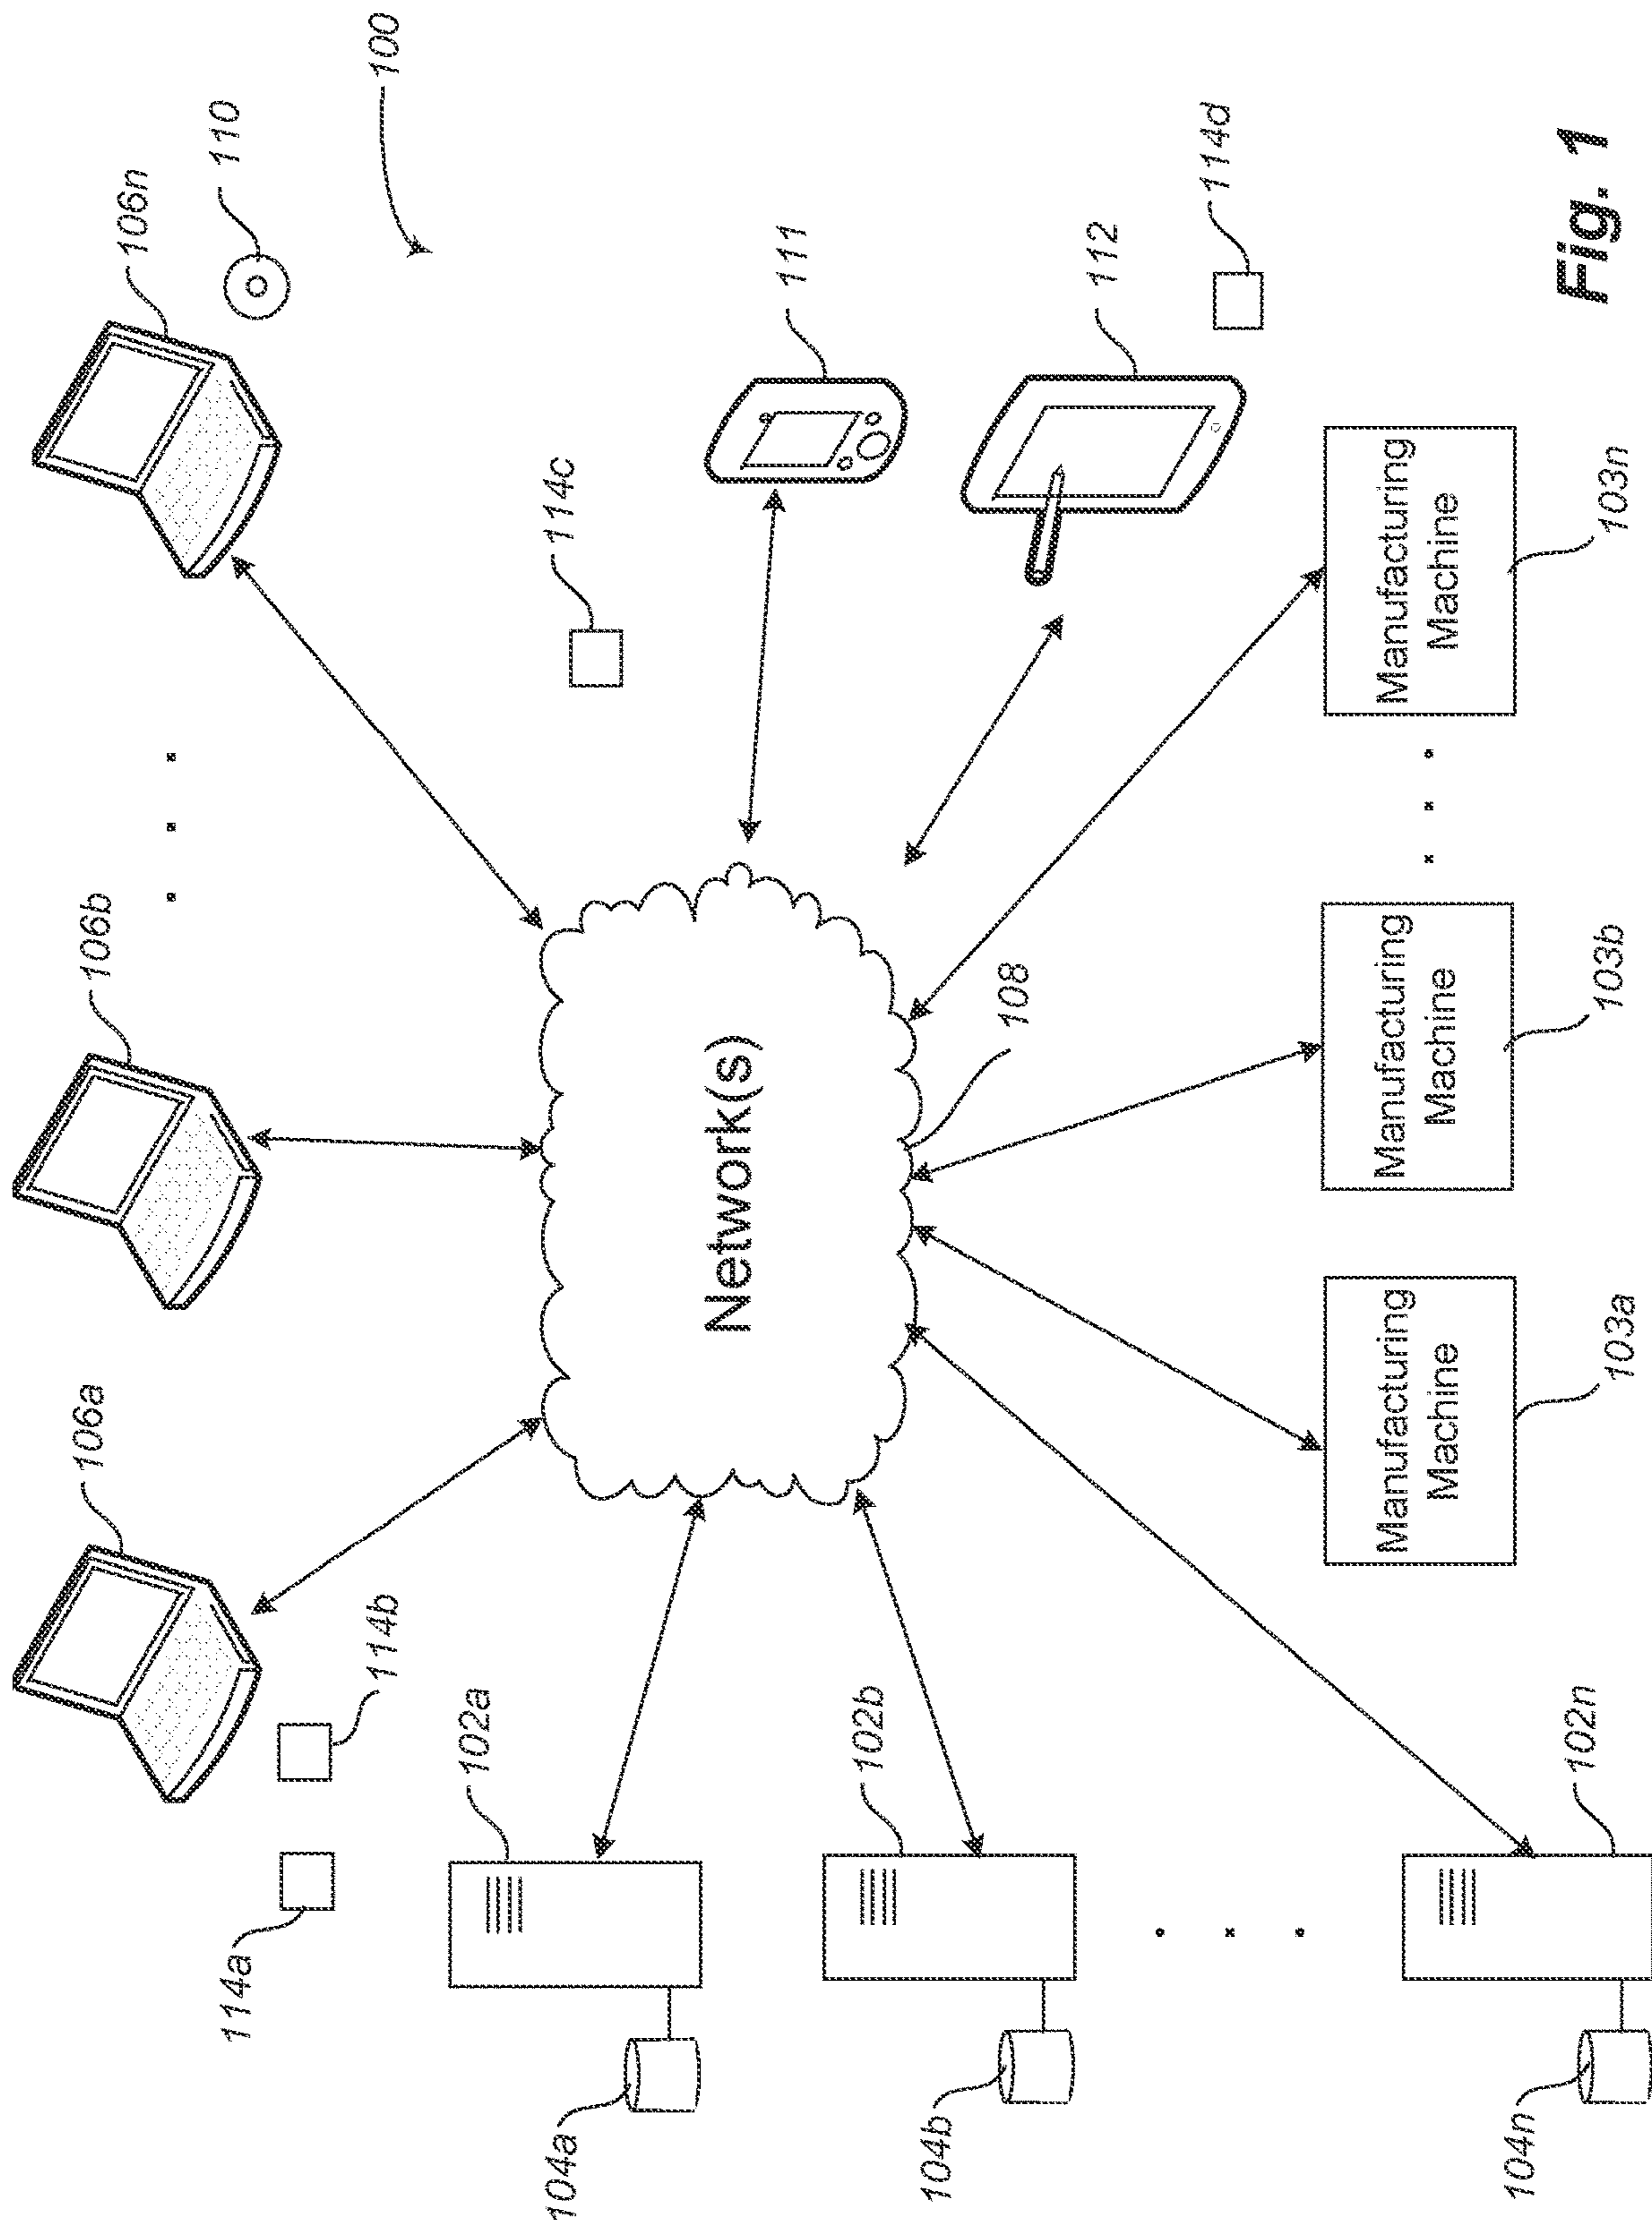 106a
106b
106n
110
100
114a
114b
114c
102a
104a
Network(s)
111
102b
104b
108
112
114d
Manufacturing
Machine
103a
Manufacturing
Machine
103b
Manufacturing
Machine
103n
102n
104n
Fig. 1